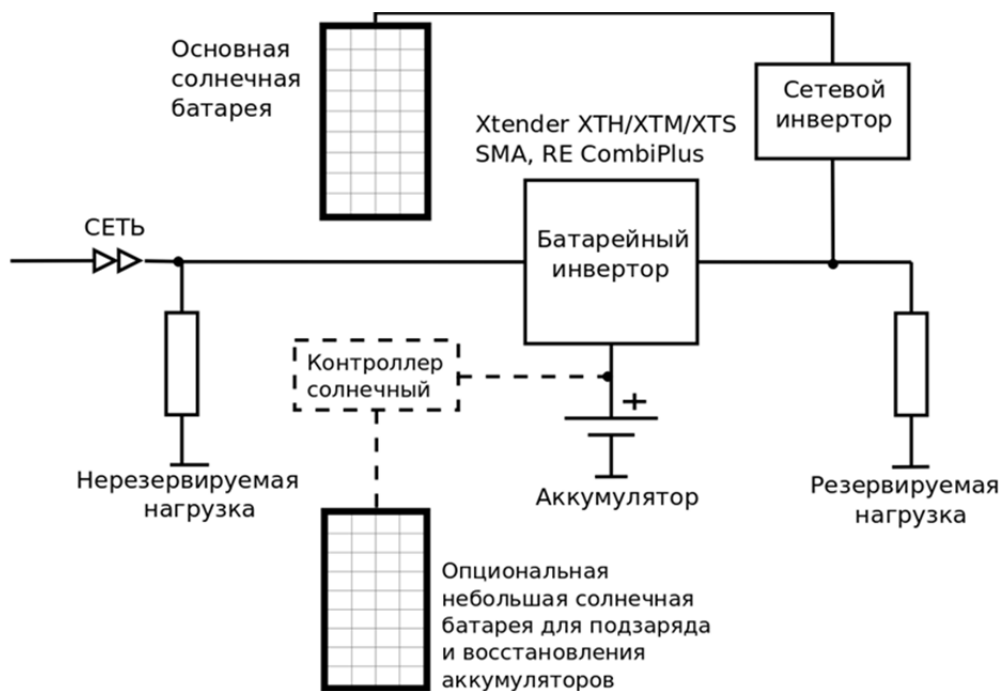 Основная
солнечная
батарея
Сетевой
инвертор
Xtender XTH/XTM/XTS
SMA, RE CombiPlus
СЕТЬ
Батарейный
инвертор
Контроллер
солнечный
+
Нерезервируемая
нагрузка
Аккумулятор
Резервируемая
нагрузка
Опциональная
небольшая солнечная
батарея для подзаряда
и восстановления
аккумуляторов